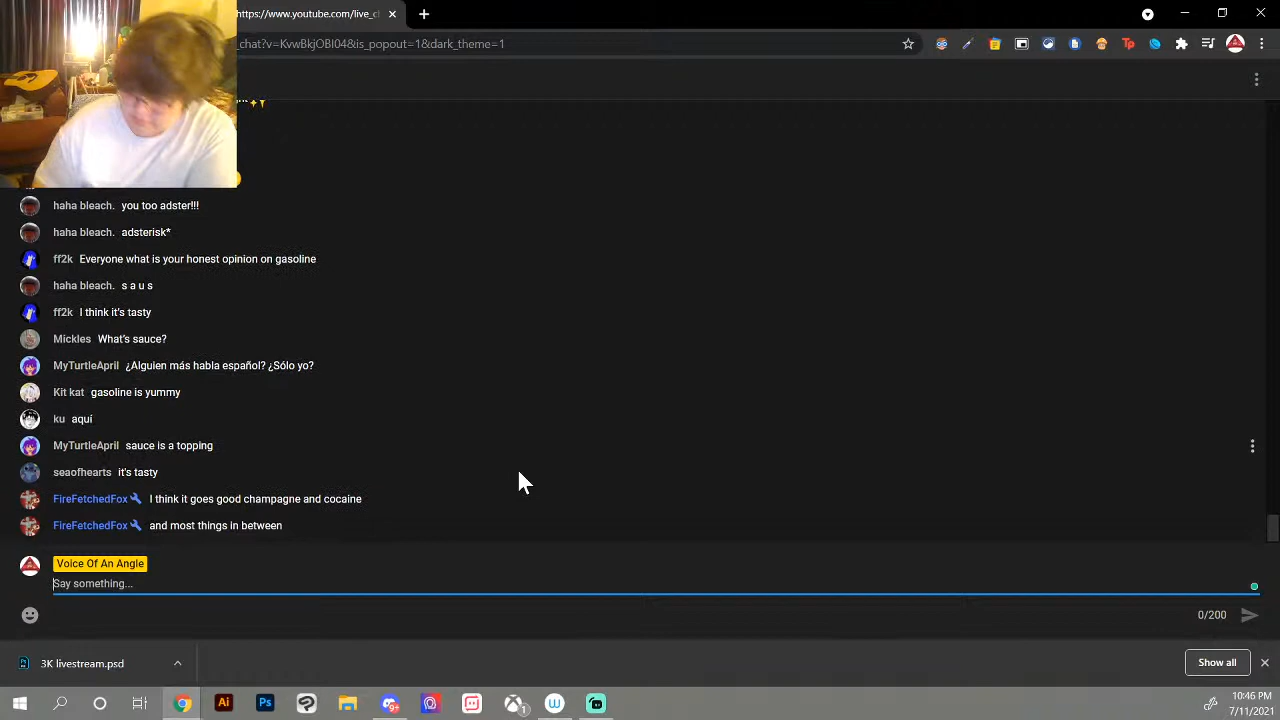 https://www.youtube.com/live_c
_chat?v=KvwBkjOBI04&is_popout=1&dark_theme=1
haha bleach. you too adster!!!
haha bleach. adsterisk*
ff2k Everyone what is your honest opinion on gasoline
haha bleach. s a u s
ff2k I think it's tasty
Mickles What's sauce?
MyTurtleApril ¿Alguien más habla español? ¿Sólo yo?
Kit kat gasoline is yummy
ku aquí
MyTurtleApril sauce is a topping
seaofhearts it's tasty
FireFetchedFox I think it goes good champagne and cocaine
FireFetchedFox and most things in between
Voice Of An Angle
Say something...
0/200
3K livestream.psd
Show all
Ai
Ps
9+
W
10:46 PM
7/11/2021